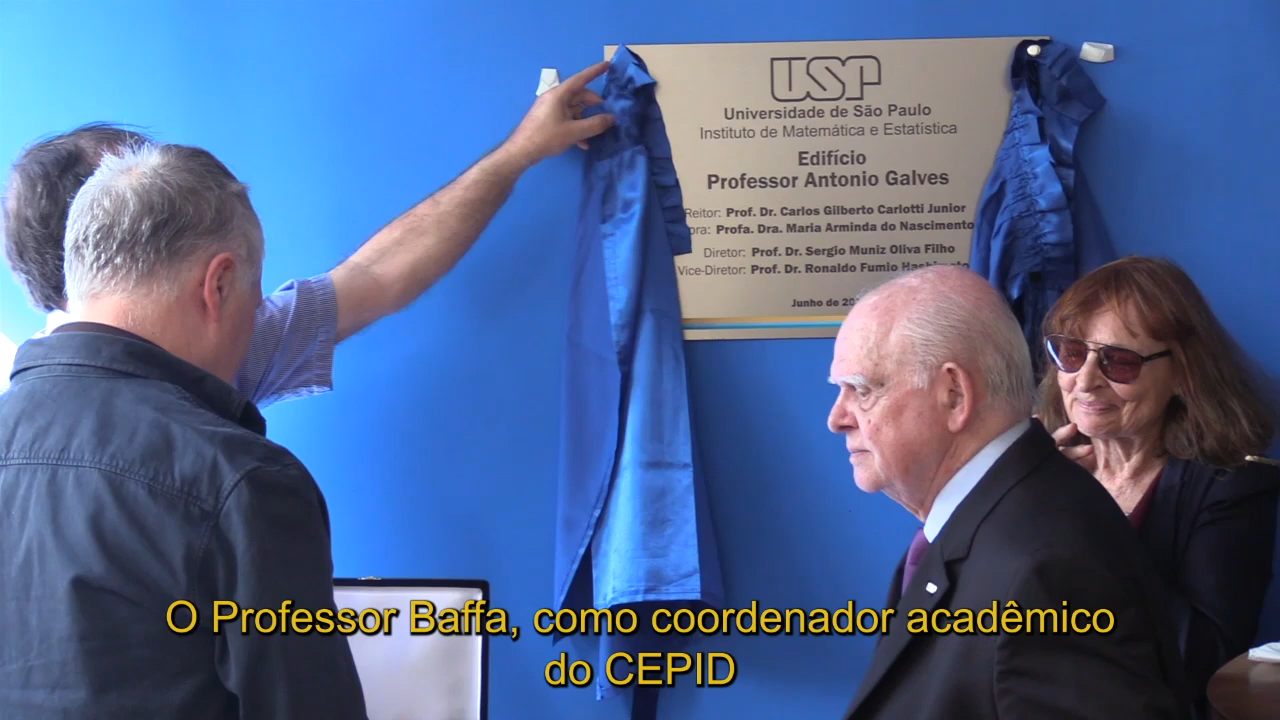 USP
Universidade de São Paulo
Instituto de Matemática e Estatística
Edifício
Professor Antonio Galves
Reitor: Prof. Dr. Carlos Gilberto Carlotti Junior
Profa. Dra. Maria Arminda do Nascimento
Diretor: Prof. Dr. Sergio Muniz Oliva Filho
Vice-Diretor: Prof. Dr. Ronaldo Fumio
Junho de
O Professor Baffa, como coordenador acadêmico
do CEPID